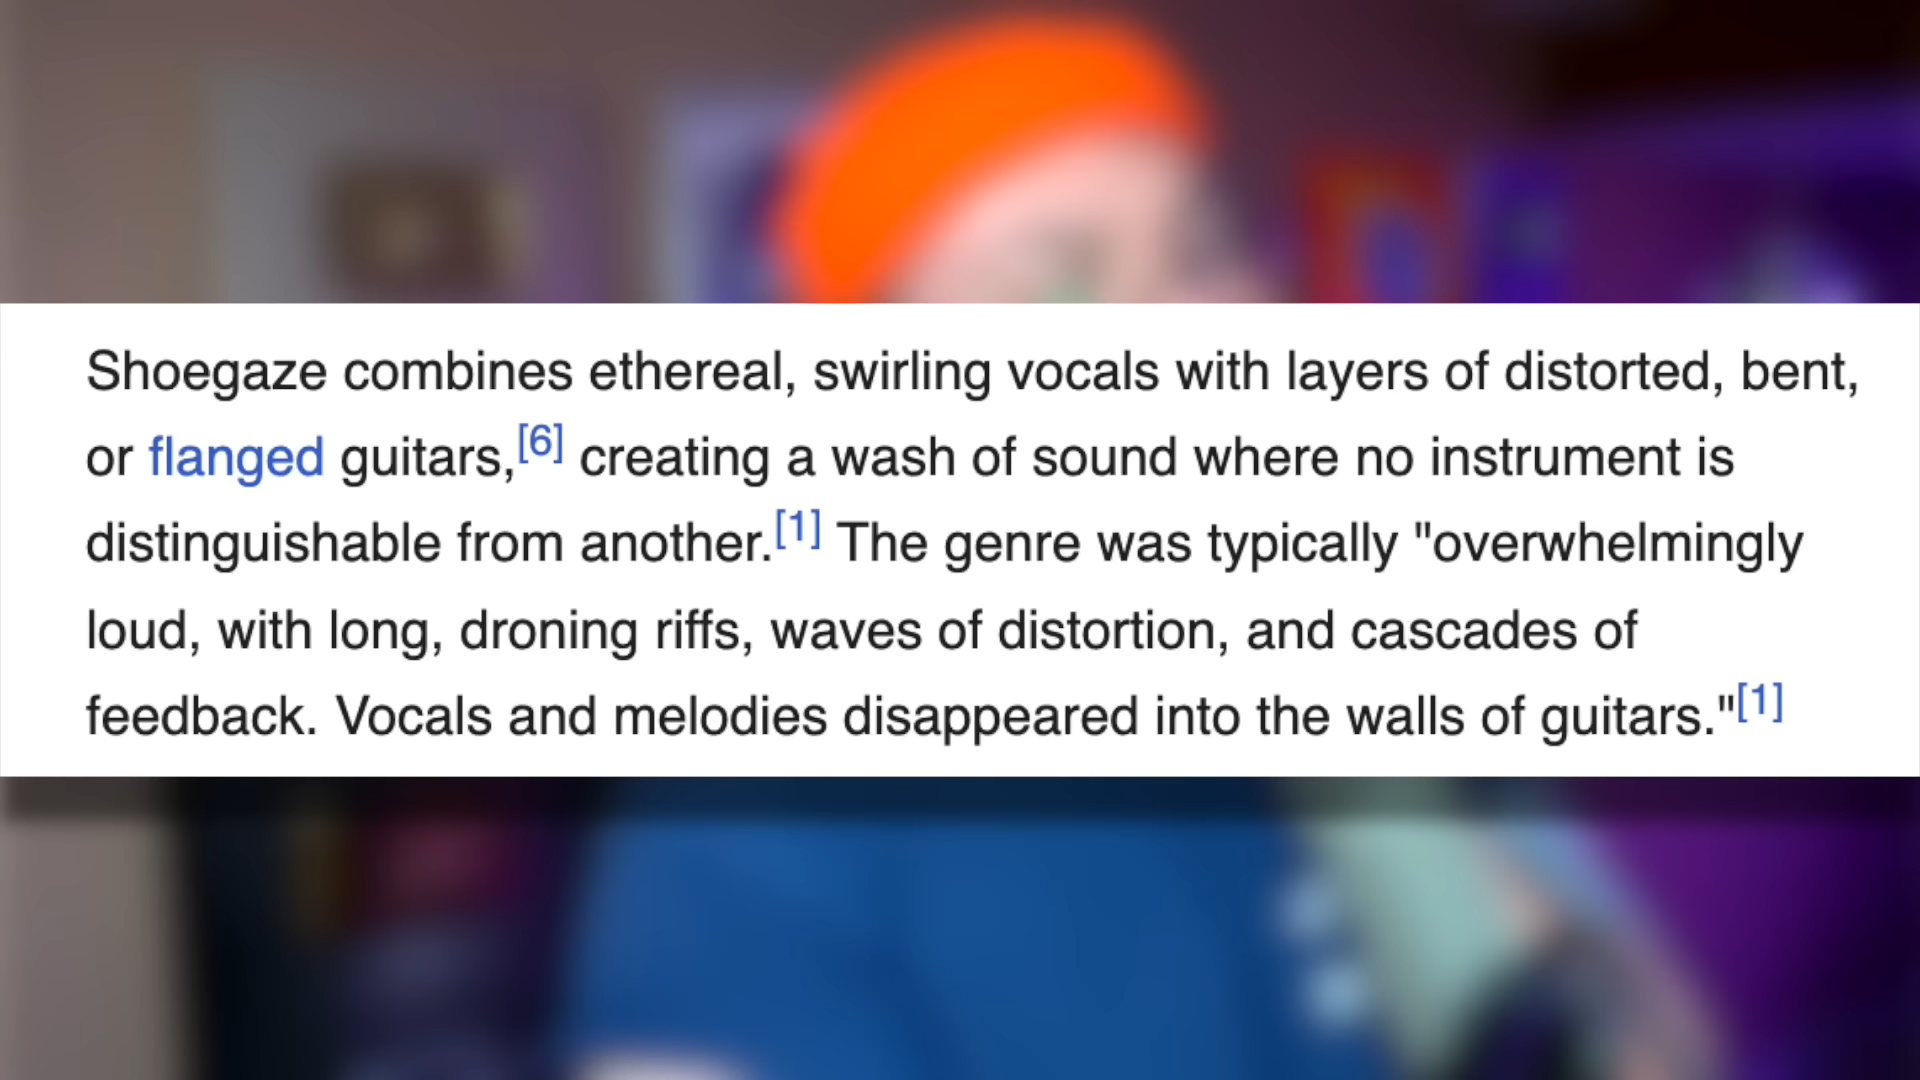 Shoegaze combines ethereal, swirling vocals with layers of distorted, bent,
or flanged guitars,[6] creating a wash of sound where no instrument is
distinguishable from another.[1] The genre was typically "overwhelmingly
loud, with long, droning riffs, waves of distortion, and cascades of
feedback. Vocals and melodies disappeared into the walls of guitars."[1]